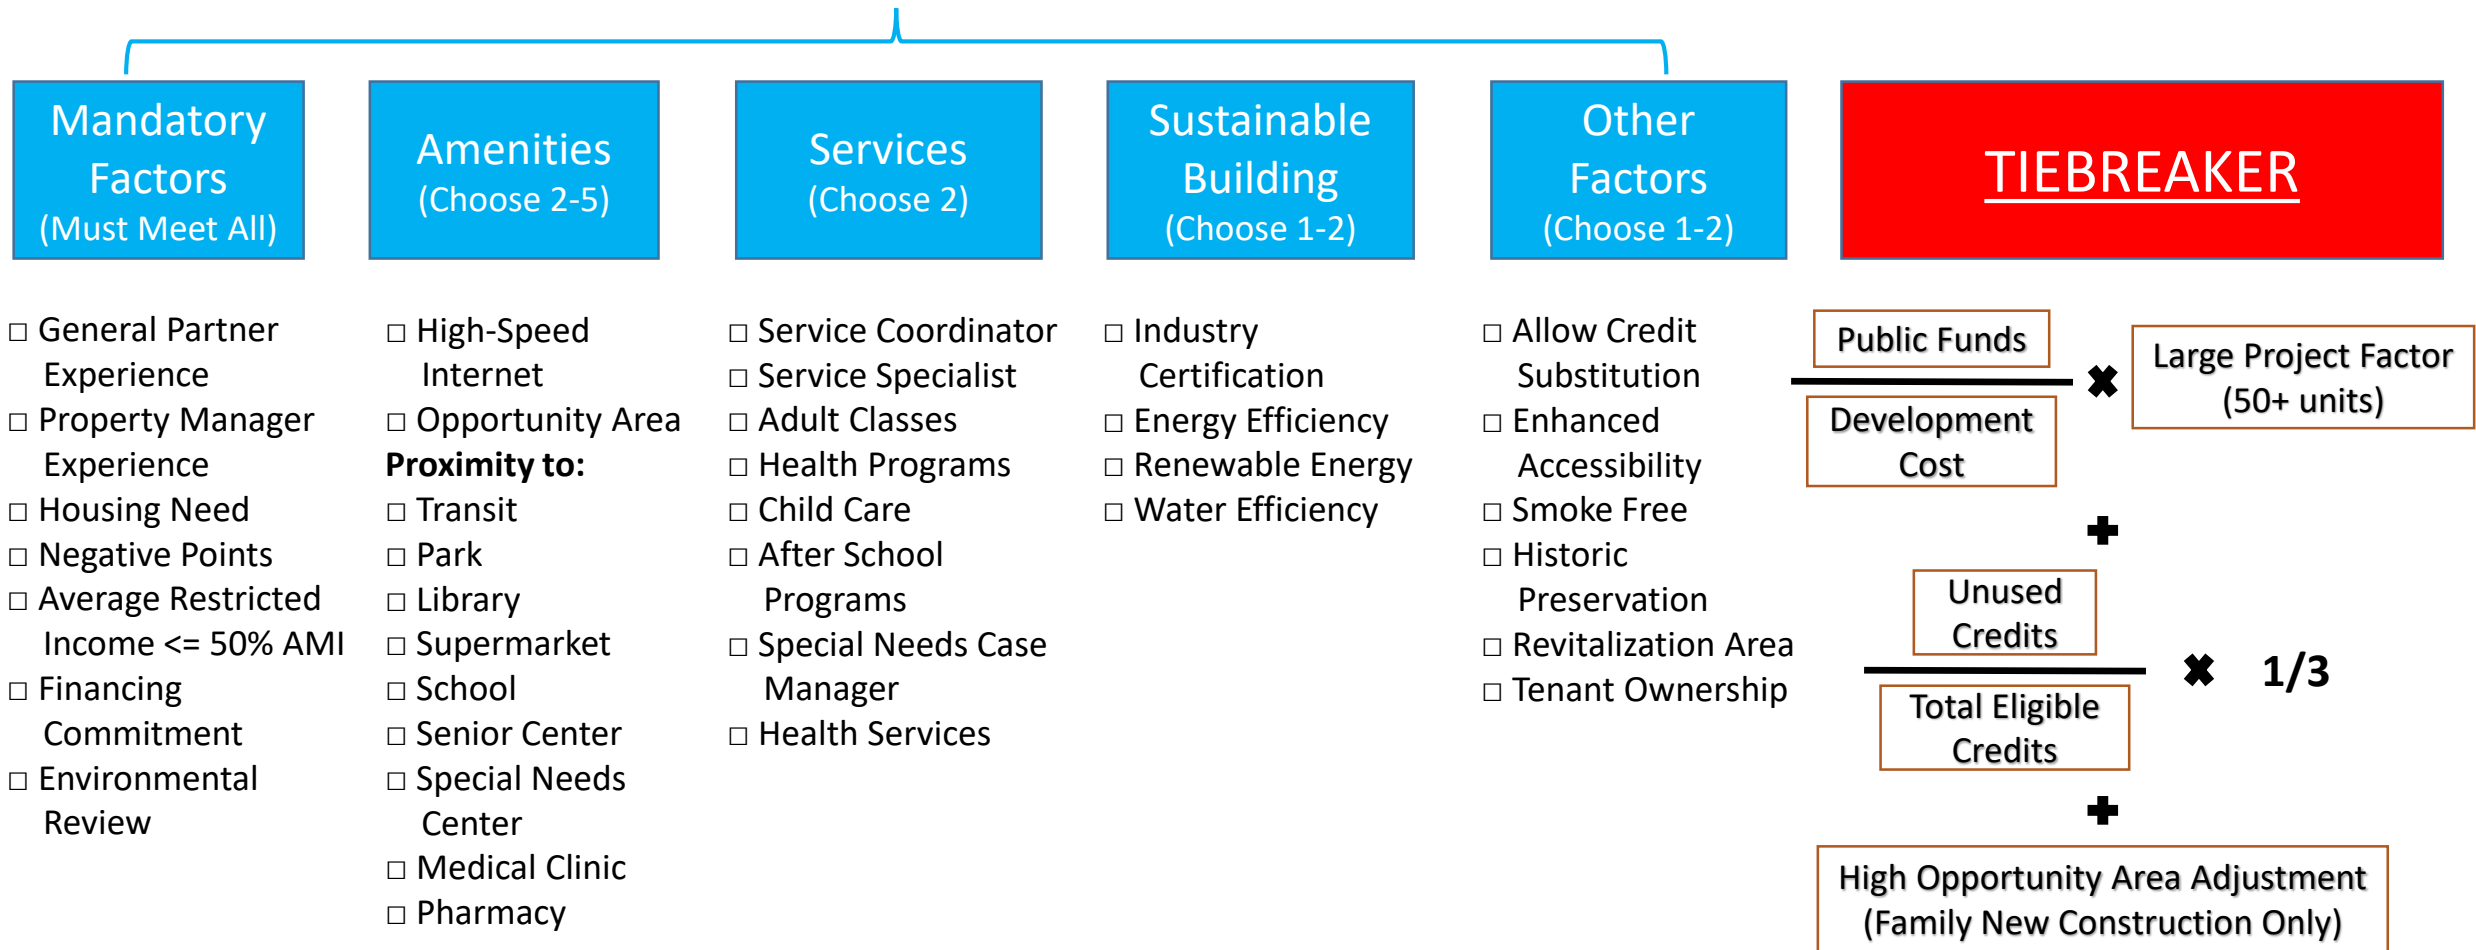 Mandatory
Factors
(Must Meet All)
□ General Partner
Experience
□ Property Manager
Experience
□ Housing Need
□ Negative Points
□ Average Restricted
Income <= 50% AMI
□ Financing
Commitment
□ Environmental
Review
Amenities
(Choose 2-5)
□ High-Speed
Internet
□ Opportunity Area
Proximity to:
□ Transit
□ Park
□ Library
□ Supermarket
□ School
□ Senior Center
□ Special Needs
Center
□ Medical Clinic
□ Pharmacy
Services
(Choose 2)
□ Service Coordinator
□ Service Specialist
□ Adult Classes
□ Health Programs
□ Child Care
□ After School
Programs
□ Special Needs Case
Manager
□ Health Services
Sustainable
Building
(Choose 1-2)
□ Industry
Certification
□ Energy Efficiency
□ Renewable Energy
□ Water Efficiency
Other
Factors
(Choose 1-2)
□ Allow Credit
Substitution
□ Enhanced
Accessibility
□ Smoke Free
□ Historic
Preservation
□ Revitalization Area
□ Tenant Ownership
TIEBREAKER
Public Funds
Development
Cost
✖
Large Project Factor
(50+ units)
✚
Unused
Credits
Total Eligible
Credits
✖ 1/3
✚
High Opportunity Area Adjustment
(Family New Construction Only)